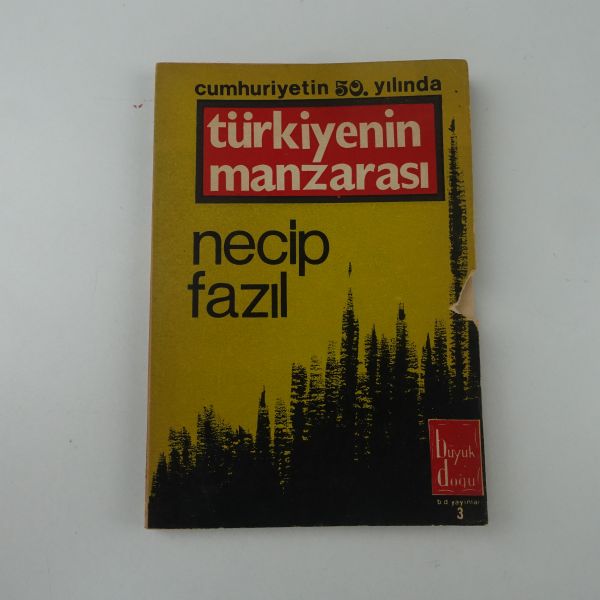 cumhuriyetin 50. yılında
türkiyenin
manzarası
necip
fazıl
büyük
doğu
b d yayınları
3